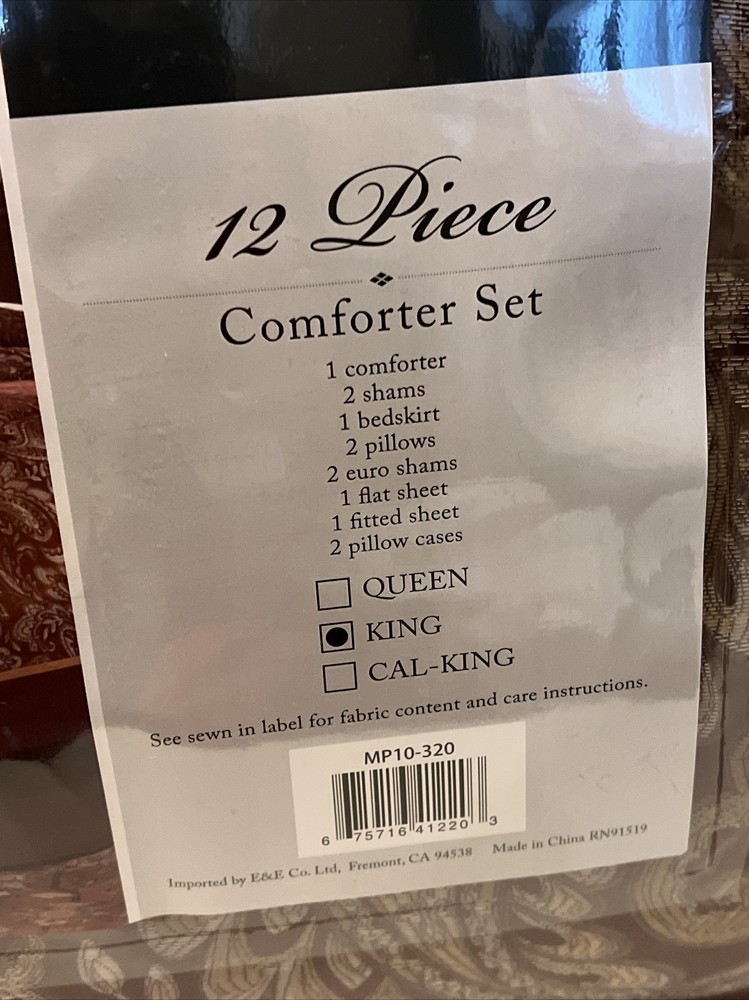 12 Piece
Comforter Set
1 comforter
2 shams
1 bedskirt
2 pillows
2 euro shams
1 flat sheet
1 fitted sheet
2 pillow cases
QUEEN
KING
CAL-KING
See sewn in label for fabric content and care instructions.
MP10-320
6 75716 41220 3
Imported by E&E Co. Ltd, Fremont, CA 94538 Made in China RN91519